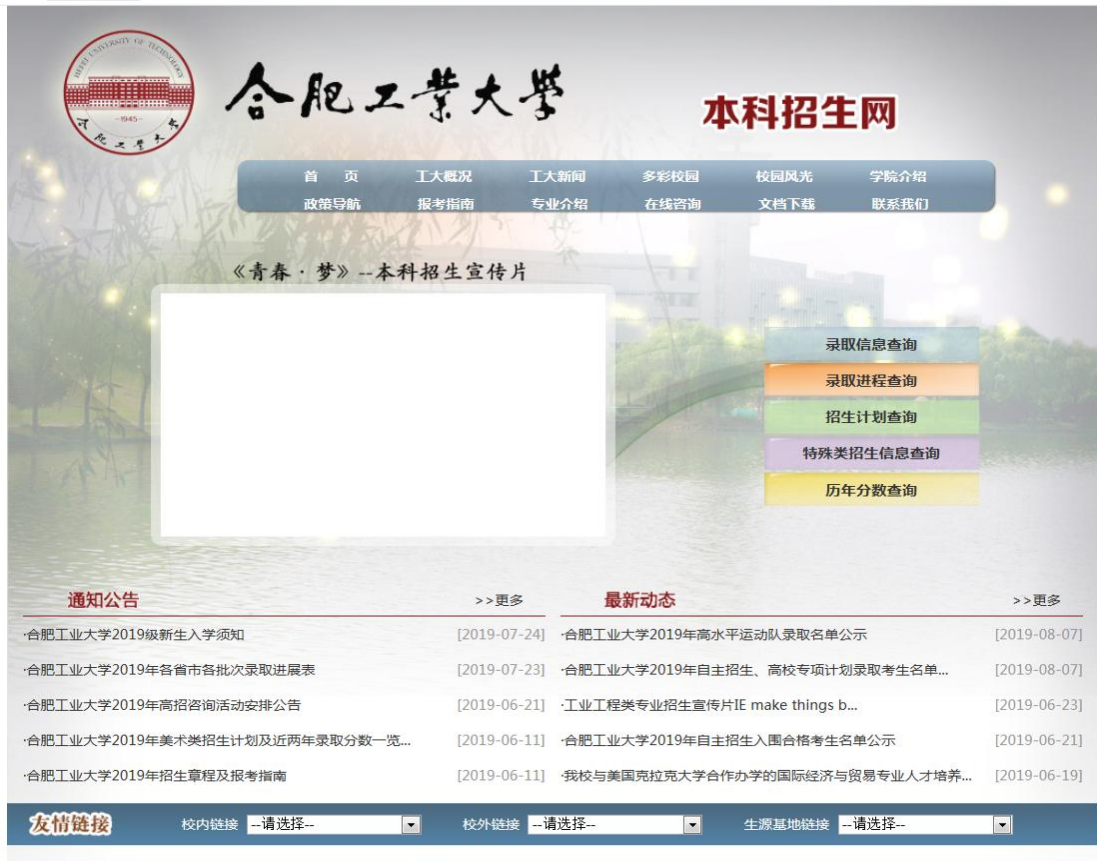 HEFEI UNIVERSITY OF TECHNOLOGY
-1945-
合肥工业大学
合肥工業大學
本科招生网
首 页 工大概况 工大新闻 多彩校园 校园风光 学院介绍
政策导航 报考指南 专业介绍 在线咨询 文档下载 联系我们
《青春·梦》--本科招生宣传片
录取信息查询
录取进程查询
招生计划查询
特殊类招生信息查询
历年分数查询
通知公告 >>更多
·合肥工业大学2019级新生入学须知 [2019-07-24]
·合肥工业大学2019年各省市各批次录取进展表 [2019-07-23]
·合肥工业大学2019年高招咨询活动安排公告 [2019-06-21]
·合肥工业大学2019年美术类招生计划及近两年录取分数一览... [2019-06-11]
·合肥工业大学2019年招生章程及报考指南 [2019-06-11]
最新动态 >>更多
·合肥工业大学2019年高水平运动队录取名单公示 [2019-08-07]
·合肥工业大学2019年自主招生、高校专项计划录取考生名单... [2019-08-07]
·工业工程类专业招生宣传片IE make things b... [2019-06-23]
·合肥工业大学2019年自主招生入围合格考生名单公示 [2019-06-21]
·我校与美国克拉克大学合作办学的国际经济与贸易专业人才培养... [2019-06-19]
友情链接 校内链接 --请选择-- 校外链接 --请选择-- 生源基地链接 --请选择--